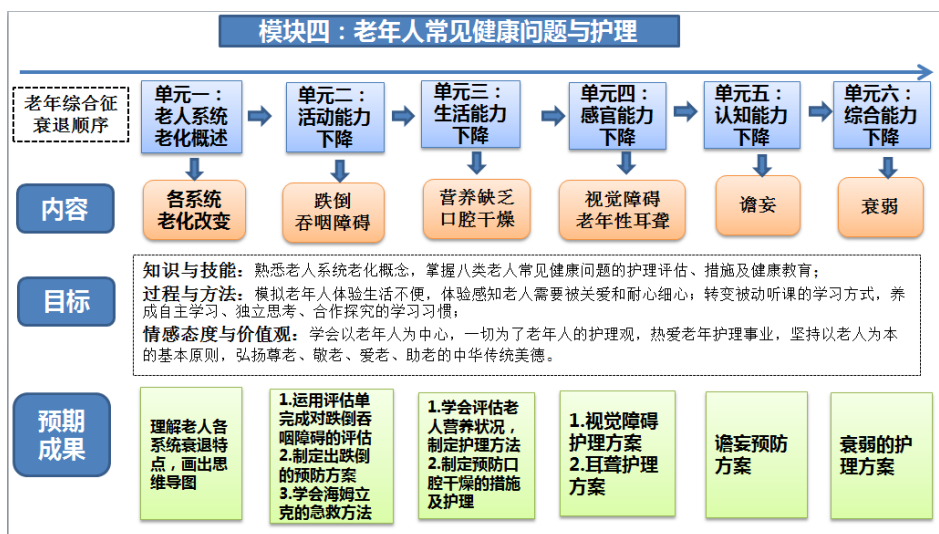 模块四：老年人常见健康问题与护理
老年综合征
衰退顺序
单元一：
老人系统
老化概述
单元二：
活动能力
下降
单元三：
生活能力
下降
单元四：
感官能力
下降
单元五：
认知能力
下降
单元六：
综合能力
下降
内容
各系统
老化改变
跌倒
吞咽障碍
营养缺乏
口腔干燥
视觉障碍
老年性耳聋
谵妄
衰弱
目标
知识与技能：熟悉老人系统老化概念，掌握八类老人常见健康问题的护理评估、措施及健康教育；
过程与方法：模拟老年人体验生活不便，体验感知老人需要被关爱和耐心细心；转变被动听课的学习方式，养
成自主学习、独立思考、合作探究的学习习惯；
情感态度与价值观：学会以老年人为中心，一切为了老年人的护理观，热爱老年护理事业，坚持以老人为本
的基本原则，弘扬尊老、敬老、爱老、助老的中华传统美德。
预期
成果
理解老人各
系统衰退特
点，画出思
维导图
1.运用评估单
完成对跌倒吞
咽障碍的评估
2.制定出跌倒
的预防方案
3.学会海姆立
克的急救方法
1.学会评估老
人营养状况，
制定护理方法
2.制定预防口
腔干燥的措施
及护理
1.视觉障碍
护理方案
2.耳聋护理
方案
谵妄预防
方案
衰弱的护
理方案